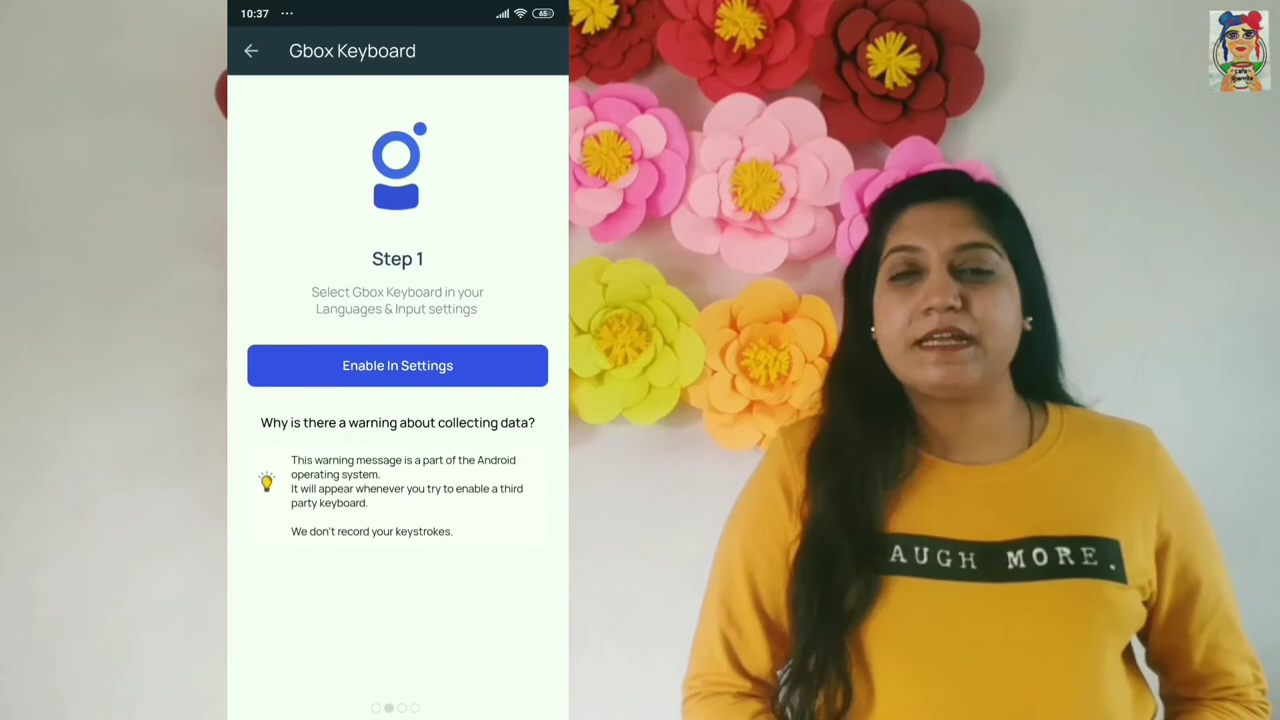 10:37 ...
65
Gbox Keyboard
Step 1
Select Gbox Keyboard in your
Languages & Input settings
Enable In Settings
Why is there a warning about collecting data?
This warning message is a part of the Android
operating system.
It will appear whenever you try to enable a third
party keyboard.
We don't record your keystrokes.
AUGH MORE.
cafe